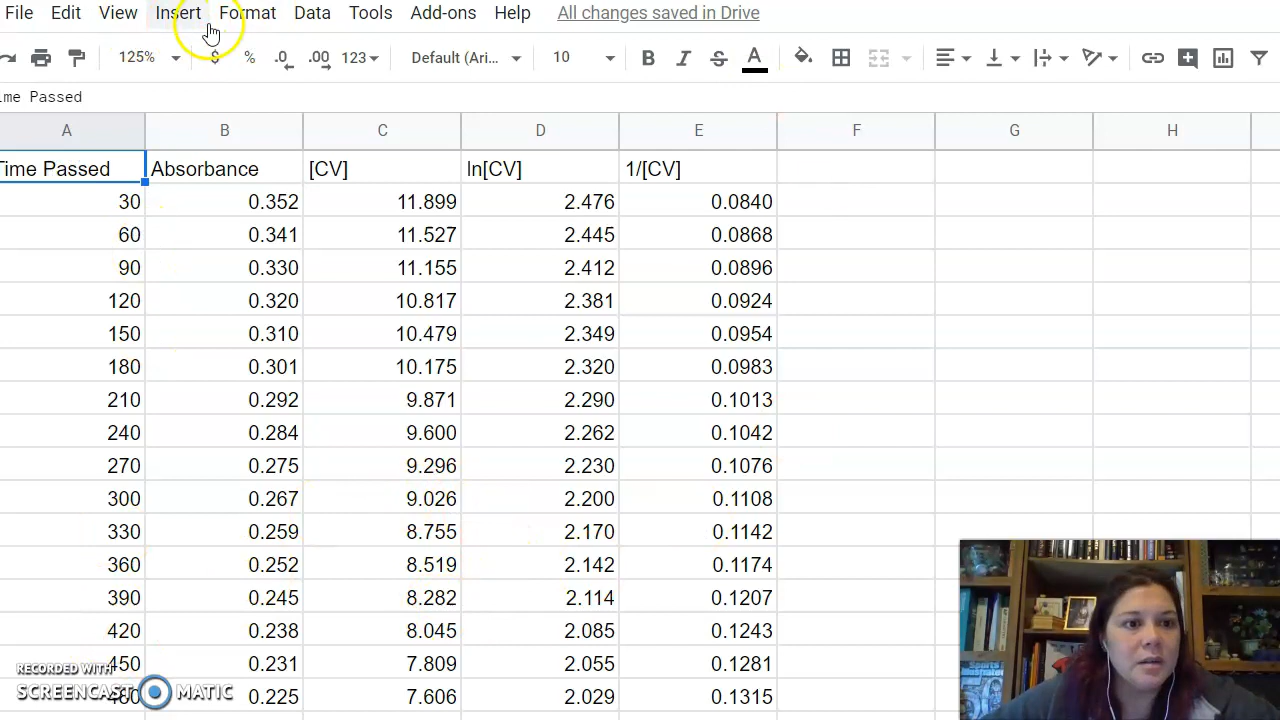 File Edit View Insert Format Data Tools Add-ons Help All changes saved in Drive
125% $ % .0 .00 123 Default (Ari... 10 B I S A
ime Passed
A B C D E F G H
Time Passed Absorbance [CV] ln[CV] 1/[CV]
30 0.352 11.899 2.476 0.0840
60 0.341 11.527 2.445 0.0868
90 0.330 11.155 2.412 0.0896
120 0.320 10.817 2.381 0.0924
150 0.310 10.479 2.349 0.0954
180 0.301 10.175 2.320 0.0983
210 0.292 9.871 2.290 0.1013
240 0.284 9.600 2.262 0.1042
270 0.275 9.296 2.230 0.1076
300 0.267 9.026 2.200 0.1108
330 0.259 8.755 2.170 0.1142
360 0.252 8.519 2.142 0.1174
390 0.245 8.282 2.114 0.1207
420 0.238 8.045 2.085 0.1243
450 0.231 7.809 2.055 0.1281
480 0.225 7.606 2.029 0.1315
RECORDED WITH
SCREENCAST MATIC
Sports Illustrated